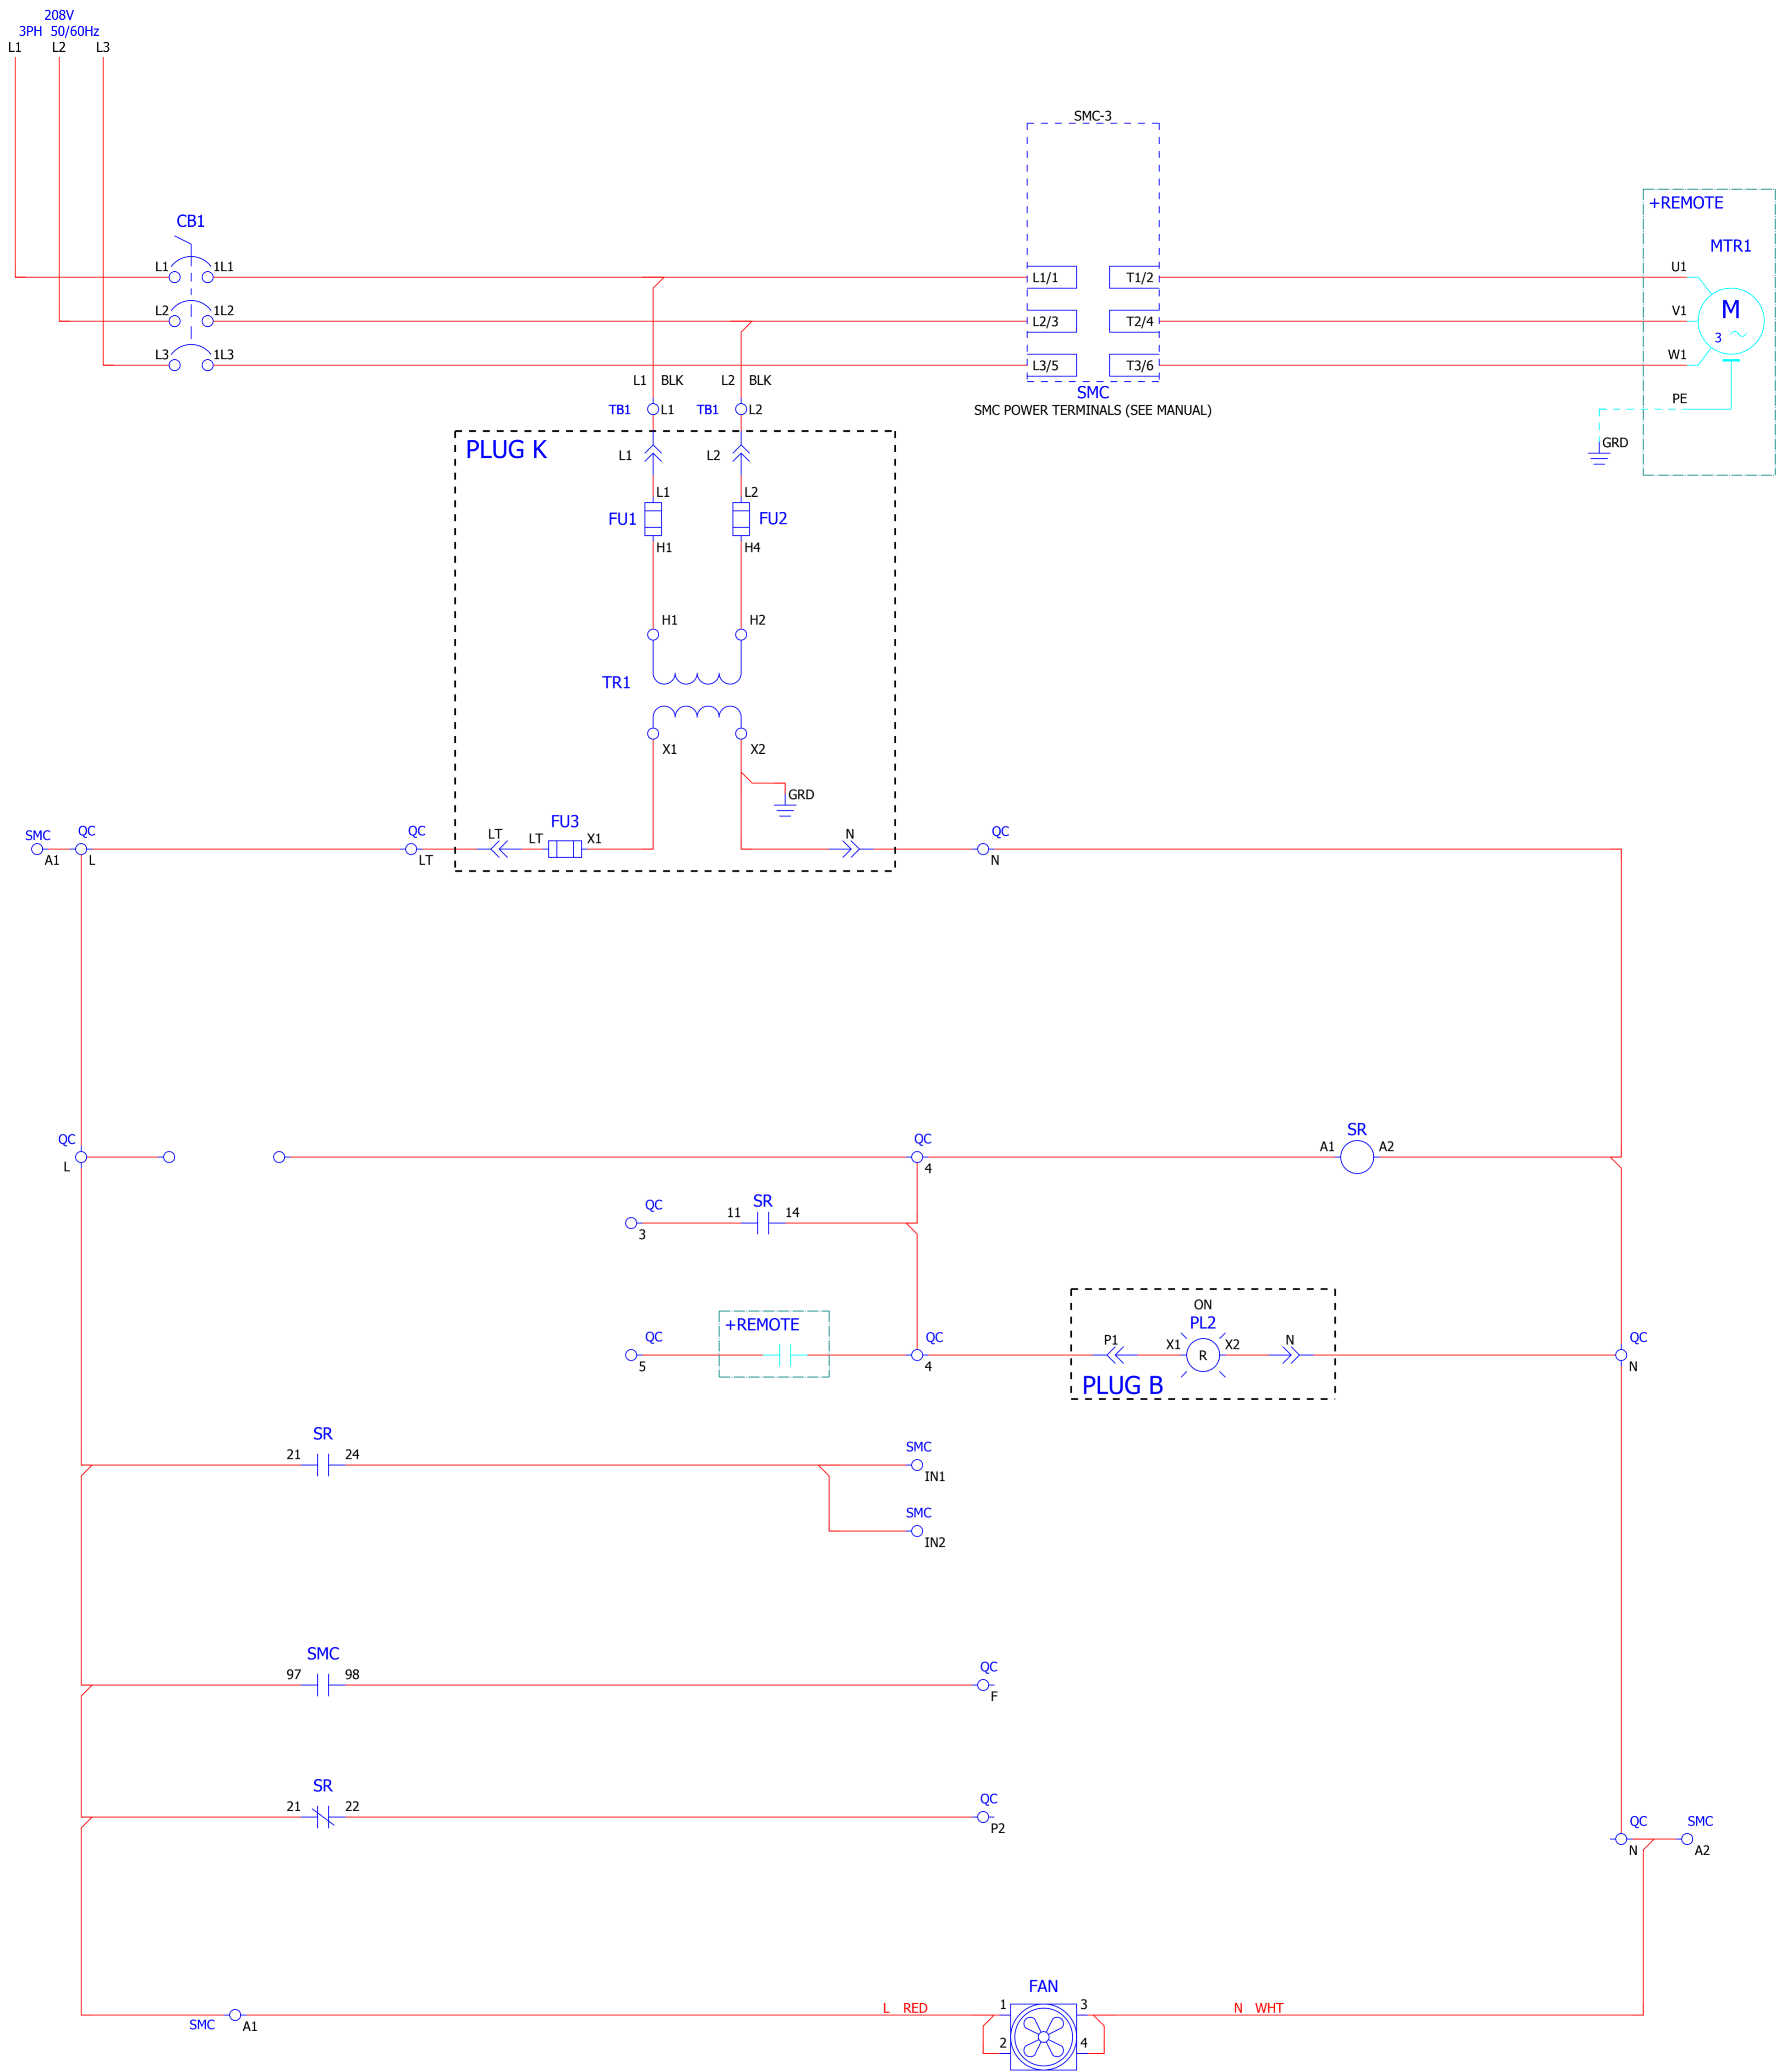 208V
3PH 50/60Hz
L1 L2 L3
SMC-3
+REMOTE
CB1
MTR1
L1 1L1 L1/1 T1/2 U1
L2 1L2 L2/3 T2/4 V1
M
3
L3 1L3 L3/5 T3/6 W1
L1 BLK L2 BLK
SMC
SMC POWER TERMINALS (SEE MANUAL)
PE
TB1 L1 TB1 L2
GRD
PLUG K
L1 L2
L1 L2
FU1 FU2
H1 H4
H1 H2
TR1
X1 X2
GRD
FU3
SMC QC QC LT LT X1 N QC
A1 L LT N
QC QC SR
A1 A2
L 4
QC SR
11 14
3
ON
+REMOTE PL2
QC QC P1 X1 X2 N QC
R
5 4 N
PLUG B
SR
21 24 SMC
IN1
SMC
IN2
SMC
97 98 QC
F
SR
21 22 QC
P2
QC SMC
N A2
FAN
L RED 1 3 N WHT
SMC A1
2 4